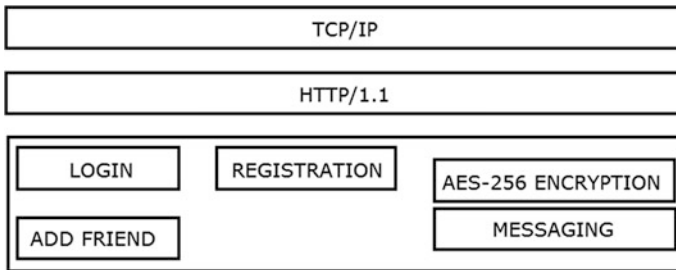 TCP/IP
HTTP/1.1
LOGIN
REGISTRATION
AES-256 ENCRYPTION
ADD FRIEND
MESSAGING